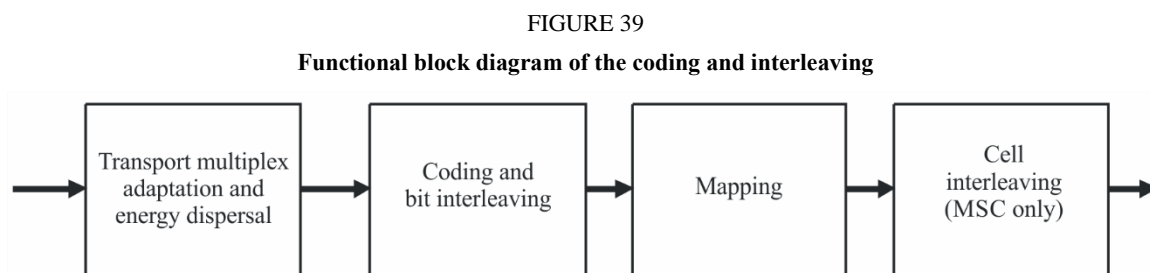 FIGURE 39
Functional block diagram of the coding and interleaving
Transport multiplex
adaptation and
energy dispersal
Coding and
bit interleaving
Mapping
Cell
interleaving
(MSC only)